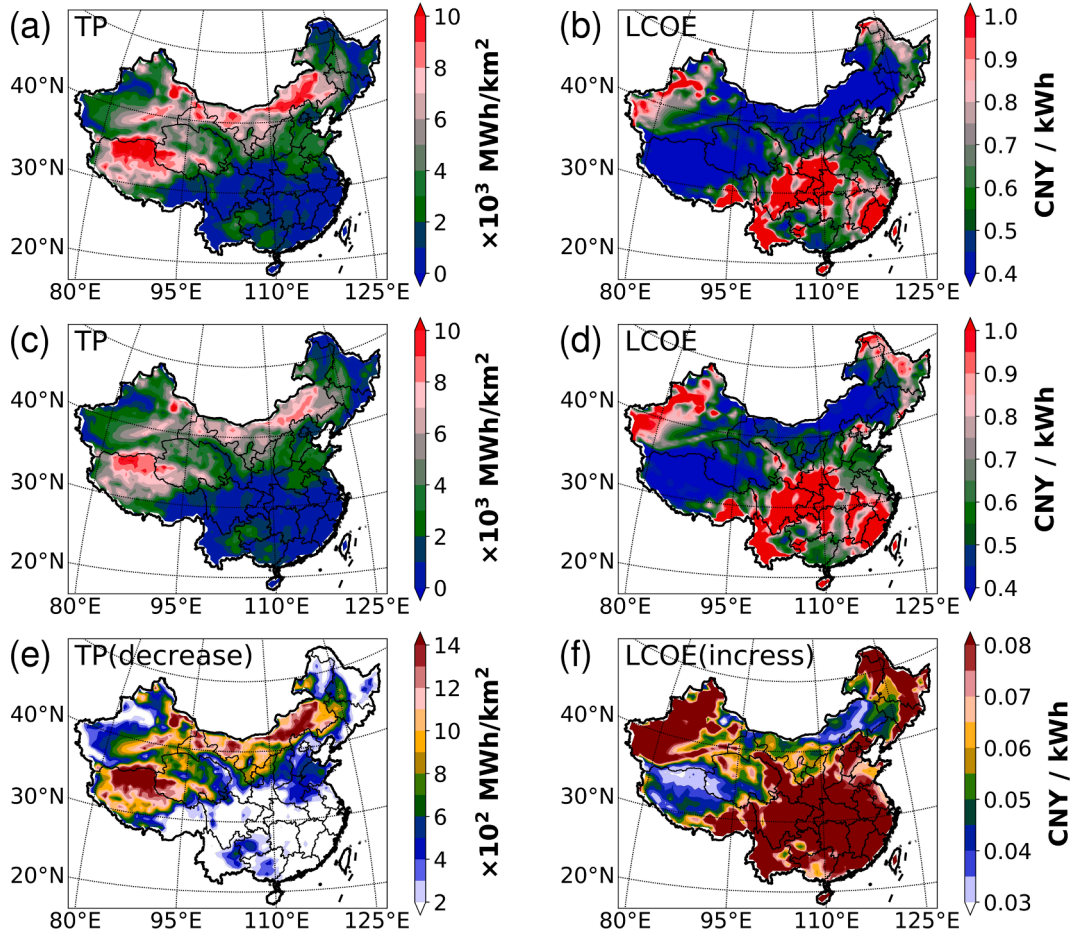 (a) TP
40°N
30°N
20°N
80°E 95°E 110°E 125°E
10
8
6
4
2
0
×10³ MWh/km²
(b) LCOE
40°N
30°N
20°N
80°E 95°E 110°E 125°E
1.0
0.9
0.8
0.7
0.6
0.5
0.4
CNY / kWh
(c) TP
40°N
30°N
20°N
80°E 95°E 110°E 125°E
10
8
6
4
2
0
×10³ MWh/km²
(d) LCOE
40°N
30°N
20°N
80°E 95°E 110°E 125°E
1.0
0.9
0.8
0.7
0.6
0.5
0.4
CNY / kWh
(e) TP(decrease)
40°N
30°N
20°N
80°E 95°E 110°E 125°E
14
12
10
8
6
4
2
×10² MWh/km²
(f) LCOE(incress)
40°N
30°N
20°N
80°E 95°E 110°E 125°E
0.08
0.07
0.06
0.05
0.04
0.03
CNY / kWh